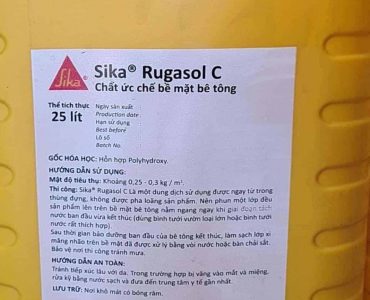 Sika
Sika® Rugasol C
Chất ức chế bề mặt bê tông
Thể tích thực
25 lít
Ngày sản xuất
Production date
Hạn sử dụng
Best before
Lô số
Batch No.
GỐC HÓA HỌC: Hỗn hợp Polyhydroxy.
HƯỚNG DẪN SỬ DỤNG:
Mật độ tiêu thụ: Khoảng 0,25 - 0,3 kg / m².
Thi công: Sika® Rugasol C Là một dung dịch sử dụng được ngay từ trong
thùng đựng, không được pha loãng sản phẩm. Nên phun một lớp đều
sản phẩm lên trên bề mặt bê tông nằm ngang ngay khi giai đoạn tách
nước ban đầu vừa kết thúc (dùng bình tưới vườn loại lớn hoặc bình tưới
nước rất thích hợp).
Sau thời gian bảo dưỡng ban đầu của bê tông kết thúc, làm sạch lớp xi
măng nhão trên bề mặt đã được xử lý bằng vòi nước hoặc bàn chải sắt.
Bảo vệ nơi thi công tránh mưa.
HƯỚNG DẪN AN TOÀN:
Tránh tiếp xúc lâu với da. Trong trường hợp bị văng vào mắt và miệng,
rửa kỹ bằng nước sạch và đưa đến trung tâm y tế gần nhất.
LƯU TRỮ: Nơi khô mát có bóng râm.